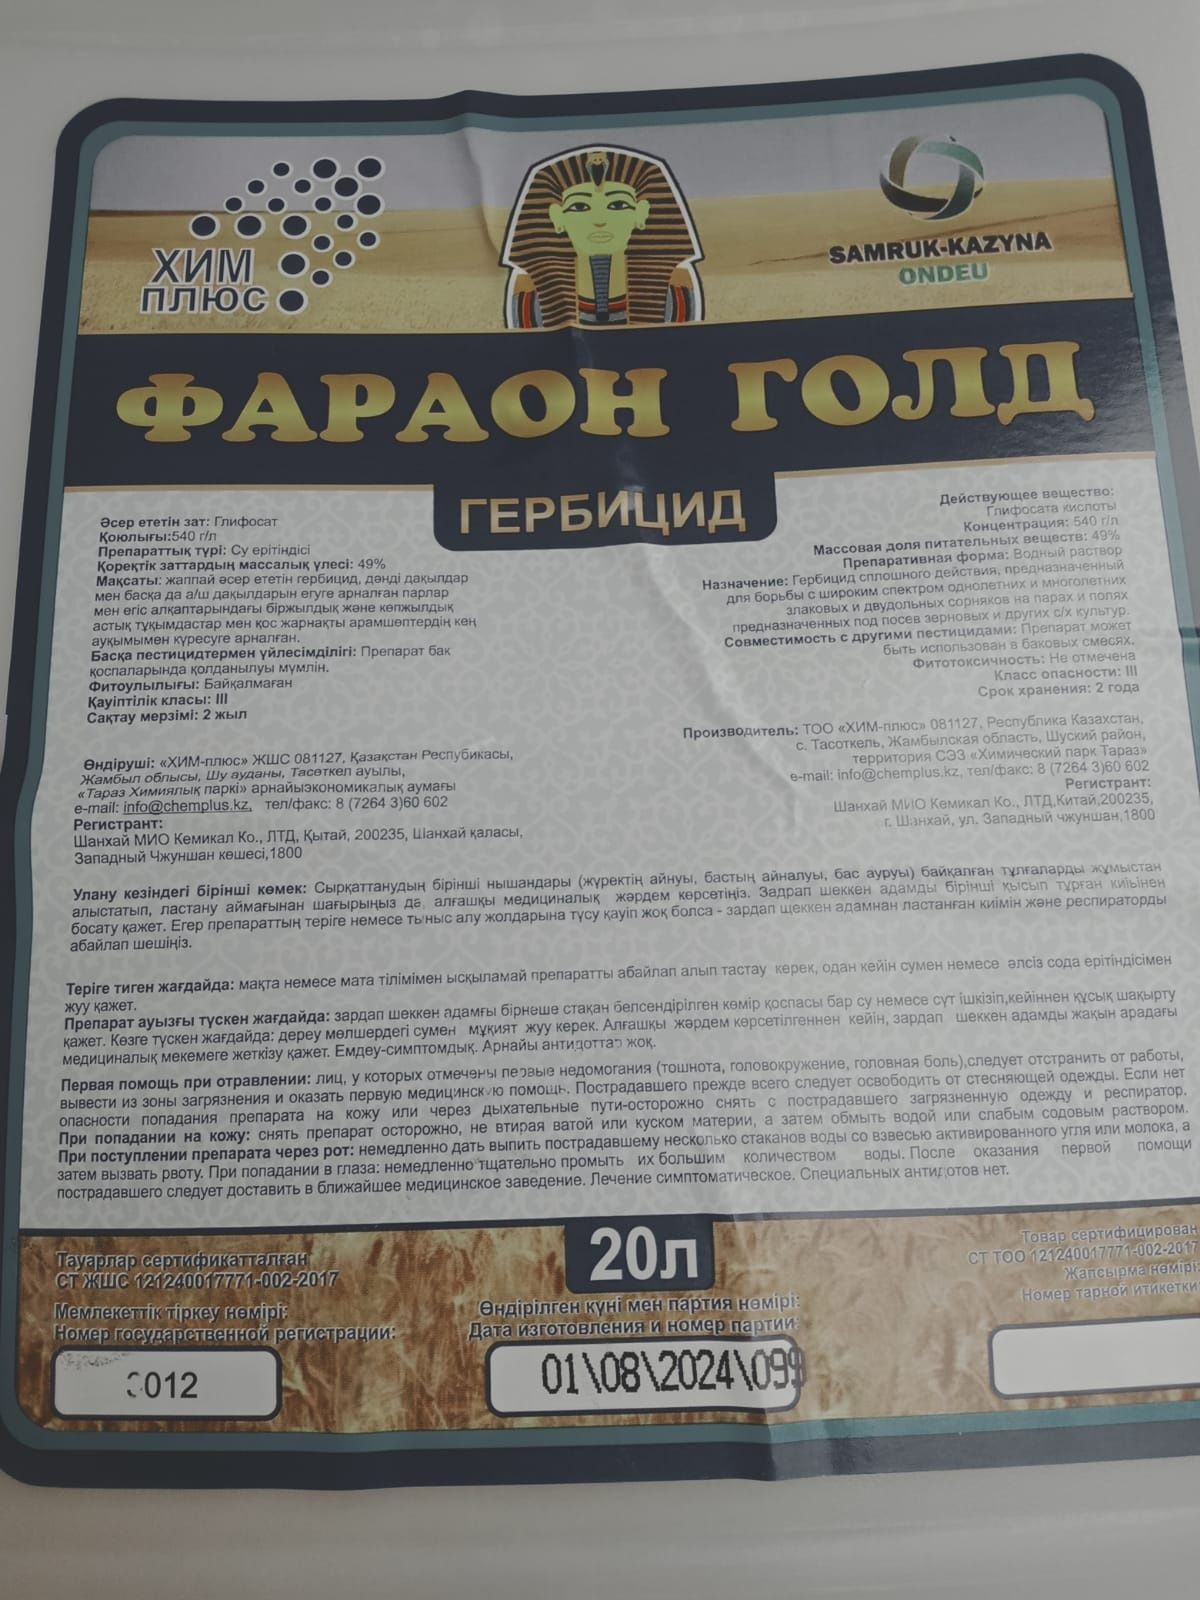 ХИМ
ПЛЮС
SAMRUK-KAZYNA
ONDEU
ФАРАОН ГОЛД
ГЕРБИЦИД
Әсер ететін зат: Глифосат
Қоюлығы:540 г/л
Препараттық түрі: Су ерітіндісі
Қоректік заттардың массалық үлесі: 49%
Мақсаты: жаппай әсер ететін гербицид, дәнді дақылдар
мен басқа да а/ш дақылдарын егуге арналған парлар
мен егіс алқаптарындағы біржылдық және көпжылдық
астық тұқымдастар мен қос жарнақты арамшөптердің кең
ауқымымен күресуге арналған.
Басқа пестицидтермен үйлесімділігі: Препарат бак
қоспаларында қолданылуы мүмлін.
Фитоулылығы: Байқалмаған
Қауіптілік класы: III
Сақтау мерзімі: 2 жыл
Действующее вещество:
Глифосата кислоты
Концентрация: 540 г/л
Массовая доля питательных веществ: 49%
Препаративная форма: Водный раствор
Назначение: Гербицид сплошного действия, предназначенный
для борьбы с широким спектром однолетних и многолетних
злаковых и двудольных сорняков на парах и полях
предназначенных под посев зерновых и других с/х культур.
Совместимость с другими пестицидами: Препарат может
быть использован в баковых смесях.
Фитотоксичность: Не отмечена
Класс опасности: III
Срок хранения: 2 года
Өндіруші: «ХИМ-плюс» ЖШС 081127, Қазақстан Респубикасы,
Жамбыл облысы, Шу ауданы, Тасөткел ауылы,
«Тараз Химиялық паркі» арнайыэкономикалық аумағы
e-mail: info@chemplus.kz, тел/факс: 8 (7264 3)60 602
Регистрант:
Шанхай МИО Кемикал Ко., ЛТД, Қытай, 200235, Шанхай қаласы,
Западный Чжуншан көшесі,1800
Производитель: ТОО «ХИМ-плюс» 081127, Республика Казахстан,
с. Тасоткель, Жамбылская область, Шуский район,
территория СЭЗ «Химический парк Тараз»
e-mail: info@chemplus.kz, тел/факс: 8 (7264 3)60 602
Регистрант:
Шанхай МИО Кемикал Ко., ЛТД,Китай,200235,
г. Шанхай, ул. Западный чжуншан,1800
Улану кезіндегі бірінші көмек: Сырқаттанудың бірінші нышандары (жүректің айнуы, бастың айналуы, бас ауруы) байқалған тұлғаларды жұмыстан
алыстатып, ластану аймағынан шағырыңыз да, алғашқы медициналық жәрдем көрсетіңіз. Задрап шеккен адамды бірінші қысып тұрған киіьінен
босату қажет. Егер препараттың теріге немесе тыныс алу жолдарына түсу қауіп жоқ болса - зардап щеккен адамнан ластанған киімін және респираторды
абайлап шешіңіз.
Теріге тиген жағдайда: мақта немесе мата тілімімен ысқыламай препаратты абайлап алып тастау керек, одан кейін сумен немесе әлсіз сода ерітіндісімен
жуу қажет.
Препарат ауызғы түскен жағдайда: зардап шеккен адамғы бірнеше стақан белсендірілген көмір қоспасы бар су немесе сүт ішкізіп,кейіннен құсық шақырту
қажет. Көзге түскен жағдайда: дереу мөлшердегі сумен мұқият жуу керек. Алғашқы жәрдем көрсетілгеннен кейін, зардап шеккен адамды жақын арадағы
медициналық мекемеге жеткізу қажет. Емдеу-симптомдық. Арнайы антидоттар жоқ.
Первая помощь при отравлении: лиц, у которых отмечены первые недомогания (тошнота, головокружение, головная боль),следует отстранить от работы,
вывести из зоны загрязнения и оказать первую медицинскую помощь. Пострадавшего прежде всего следует освободить от стесняющей одежды. Если нет
опасности попадания препарата на кожу или через дыхательные пути-осторожно снять с пострадавшего загрязненную одежду и респиратор.
При попадании на кожу: снять препарат осторожно, не втирая ватой или куском материи, а затем обмыть водой или слабым содовым раствором.
При поступлении препарата через рот: немедленно дать выпить пострадавшему несколько стаканов воды со взвесью активированного угля или молока, а
затем вызвать рвоту. При попадании в глаза: немедленно тщательно промыть их большим количеством воды. После оказания первой помощи
пострадавшего следует доставить в ближайшее медицинское заведение. Лечение симптоматическое. Специальных антидотов нет.
20л
Тауарлар сертификатталған
СТ ЖШС 121240017771-002-2017
Мемлекеттік тіркеу нөмірі:
Номер государственной регистрации:
Өндірілген күні мен партия нөмірі:
Дата изготовления и номер партии:
01\08\2024\099
Товар сертифицирован
СТ ТОО 121240017771-002-2017
Жапсырма нөмірі:
Номер тарной итикетки